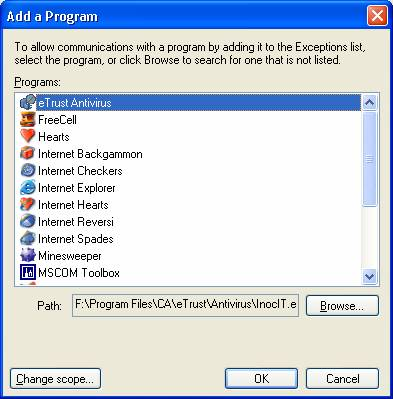 Add a Program
To allow communications with a program by adding it to the Exceptions list,
select the program, or click Browse to search for one that is not listed.
Programs:
eTrust Antivirus
FreeCell
Hearts
Internet Backgammon
Internet Checkers
Internet Explorer
Internet Hearts
Internet Reversi
Internet Spades
Minesweeper
MSCOM Toolbox
Path: F:\Program Files\CA\eTrust\Antivirus\InocIT.e Browse...
Change scope... OK Cancel